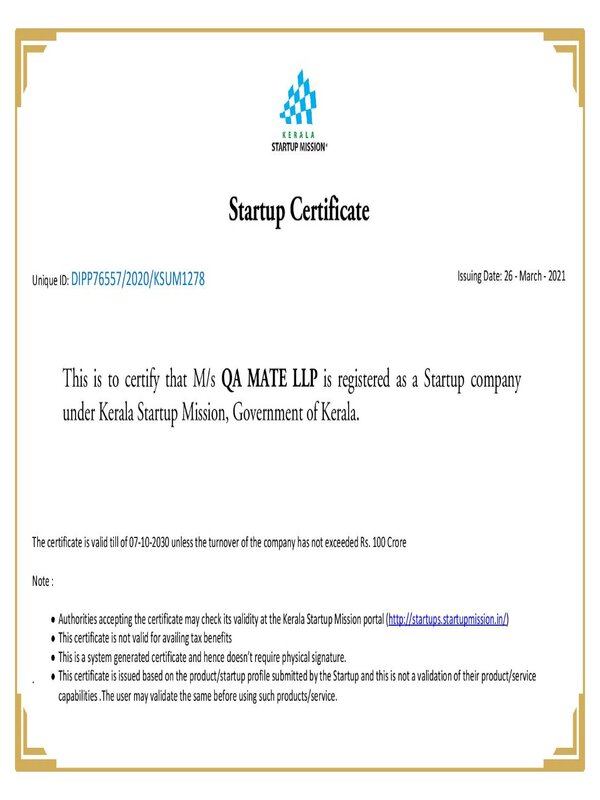 KERALA
STARTUP MISSION
Startup Certificate
Unique ID: DIPP76557/2020/KSUM1278
Issuing Date: 26 - March - 2021
This is to certify that M/s QA MATE LLP is registered as a Startup company
under Kerala Startup Mission, Government of Kerala.
The certificate is valid till of 07-10-2030 unless the turnover of the company has not exceeded Rs. 100 Crore
Note :
• Authorities accepting the certificate may check its validity at the Kerala Startup Mission portal (http://startups.startupmission.in/)
• This certificate is not valid for availing tax benefits
• This is a system generated certificate and hence doesn't require physical signature.
. • This certificate is issued based on the product/startup profile submitted by the Startup and this is not a validation of their product/service
capabilities .The user may validate the same before using such products/service.